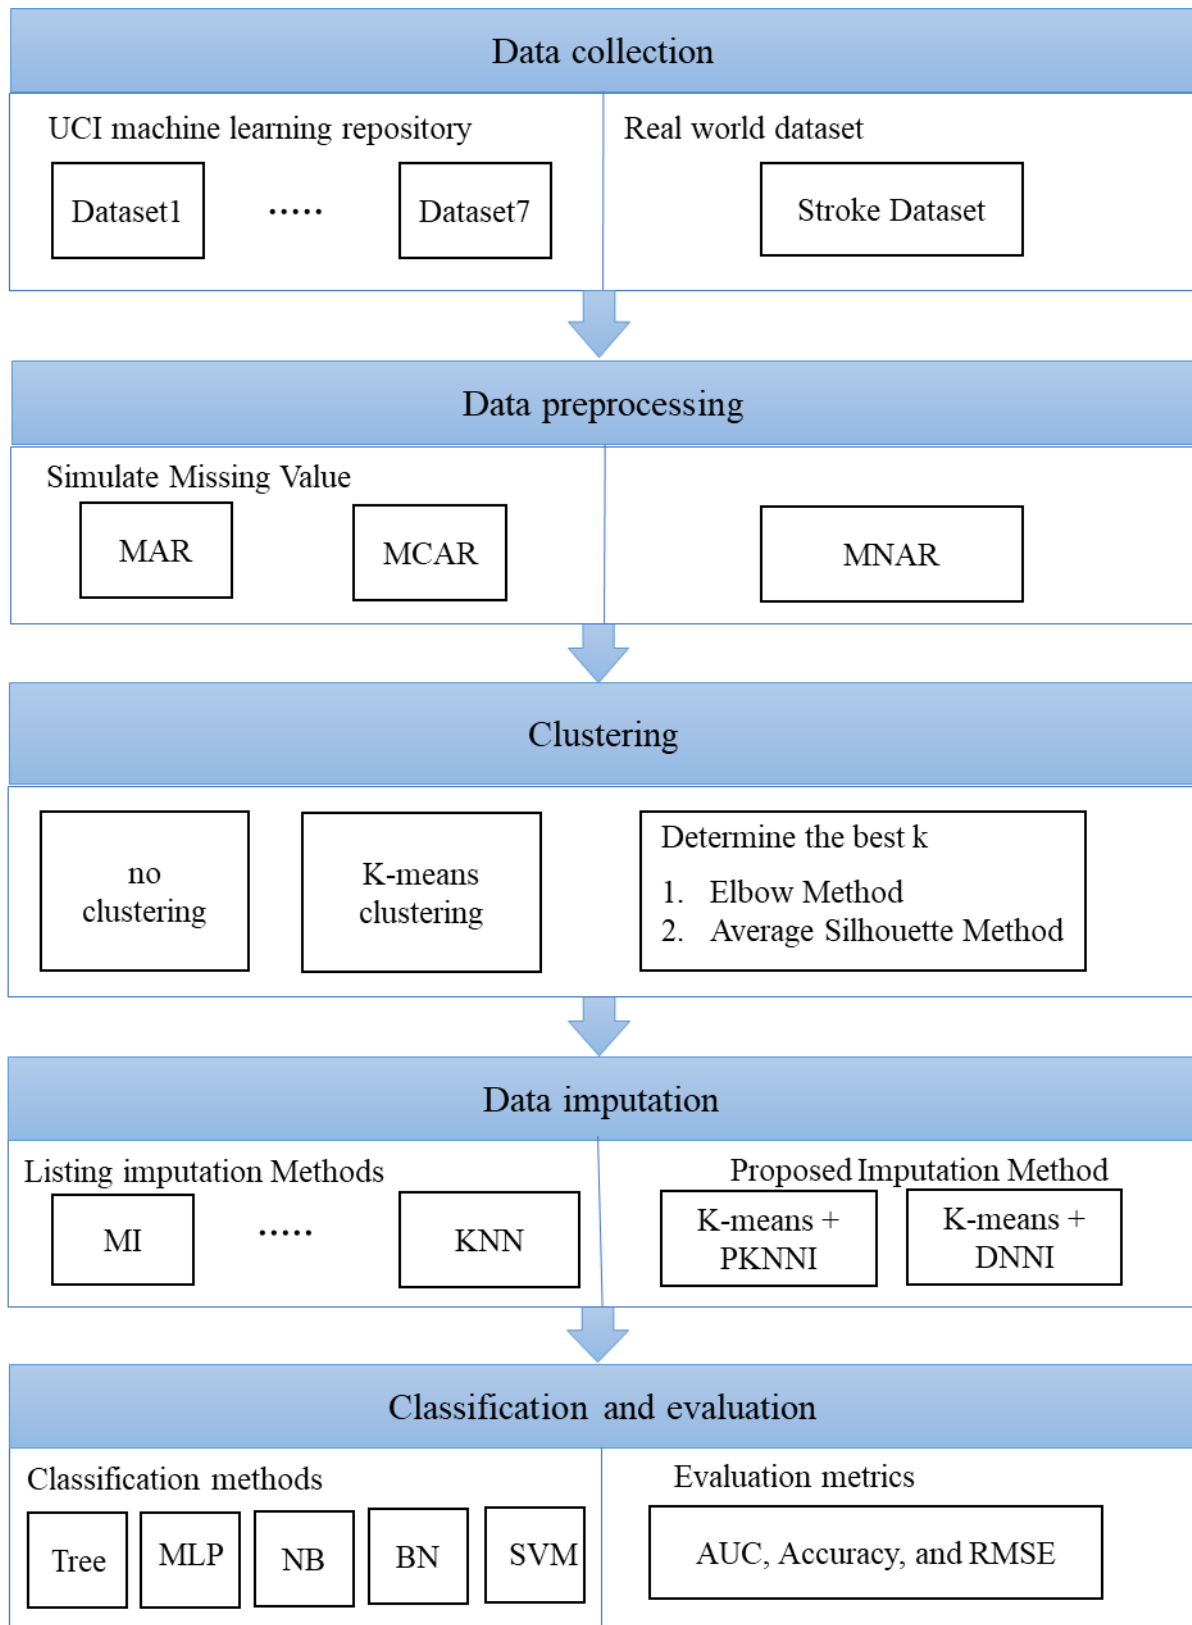 Data collection
UCI machine learning repository
Real world dataset
Dataset1
.....
Dataset7
Stroke Dataset
Data preprocessing
Simulate Missing Value
MAR
MCAR
MNAR
Clustering
no
clustering
K-means
clustering
Determine the best k
1. Elbow Method
2. Average Silhouette Method
Data imputation
Listing imputation Methods
Proposed Imputation Method
MI
.....
KNN
K-means +
PKNNI
K-means +
DNNI
Classification and evaluation
Classification methods
Evaluation metrics
Tree
MLP
NB
BN
SVM
AUC, Accuracy, and RMSE